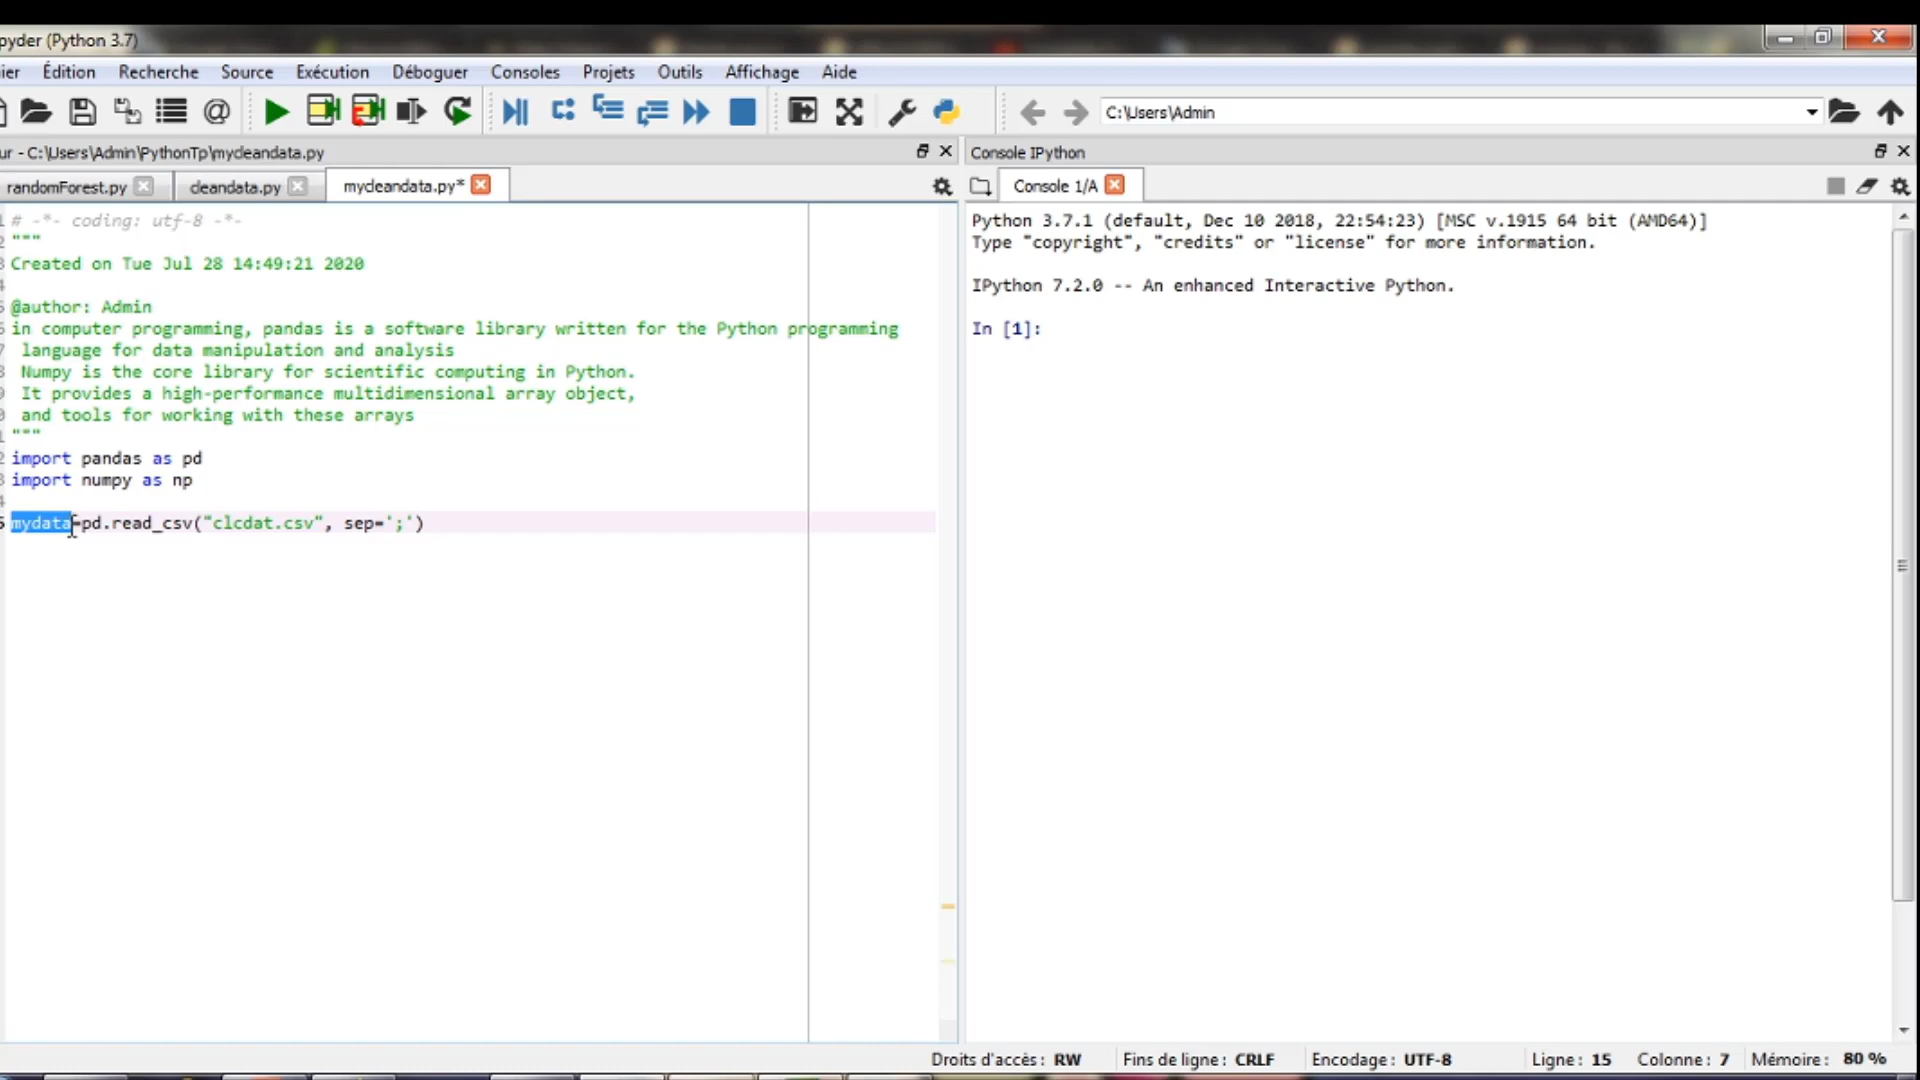 pyder (Python 3.7)
ier Édition Recherche Source Exécution Déboguer Consoles Projets Outils Affichage Aide
C:\Users\Admin
ur - C:\Users\Admin\PythonTp\mycleandata.py
randomForest.py cleandata.py mycleandata.py*
1 # -*- coding: utf-8 -*-
2 """
3 Created on Tue Jul 28 14:49:21 2020
4
5 @author: Admin
6 in computer programming, pandas is a software library written for the Python programming
7 language for data manipulation and analysis
8 Numpy is the core library for scientific computing in Python.
9 It provides a high-performance multidimensional array object,
0 and tools for working with these arrays
1 """
2 import pandas as pd
3 import numpy as np
4
5 mydata=pd.read_csv("clcdat.csv", sep=';')
Console IPython
Console 1/A
Python 3.7.1 (default, Dec 10 2018, 22:54:23) [MSC v.1915 64 bit (AMD64)]
Type "copyright", "credits" or "license" for more information.
IPython 7.2.0 -- An enhanced Interactive Python.
In [1]:
Droits d'accès : RW Fins de ligne : CRLF Encodage : UTF-8 Ligne : 15 Colonne : 7 Mémoire : 80 %